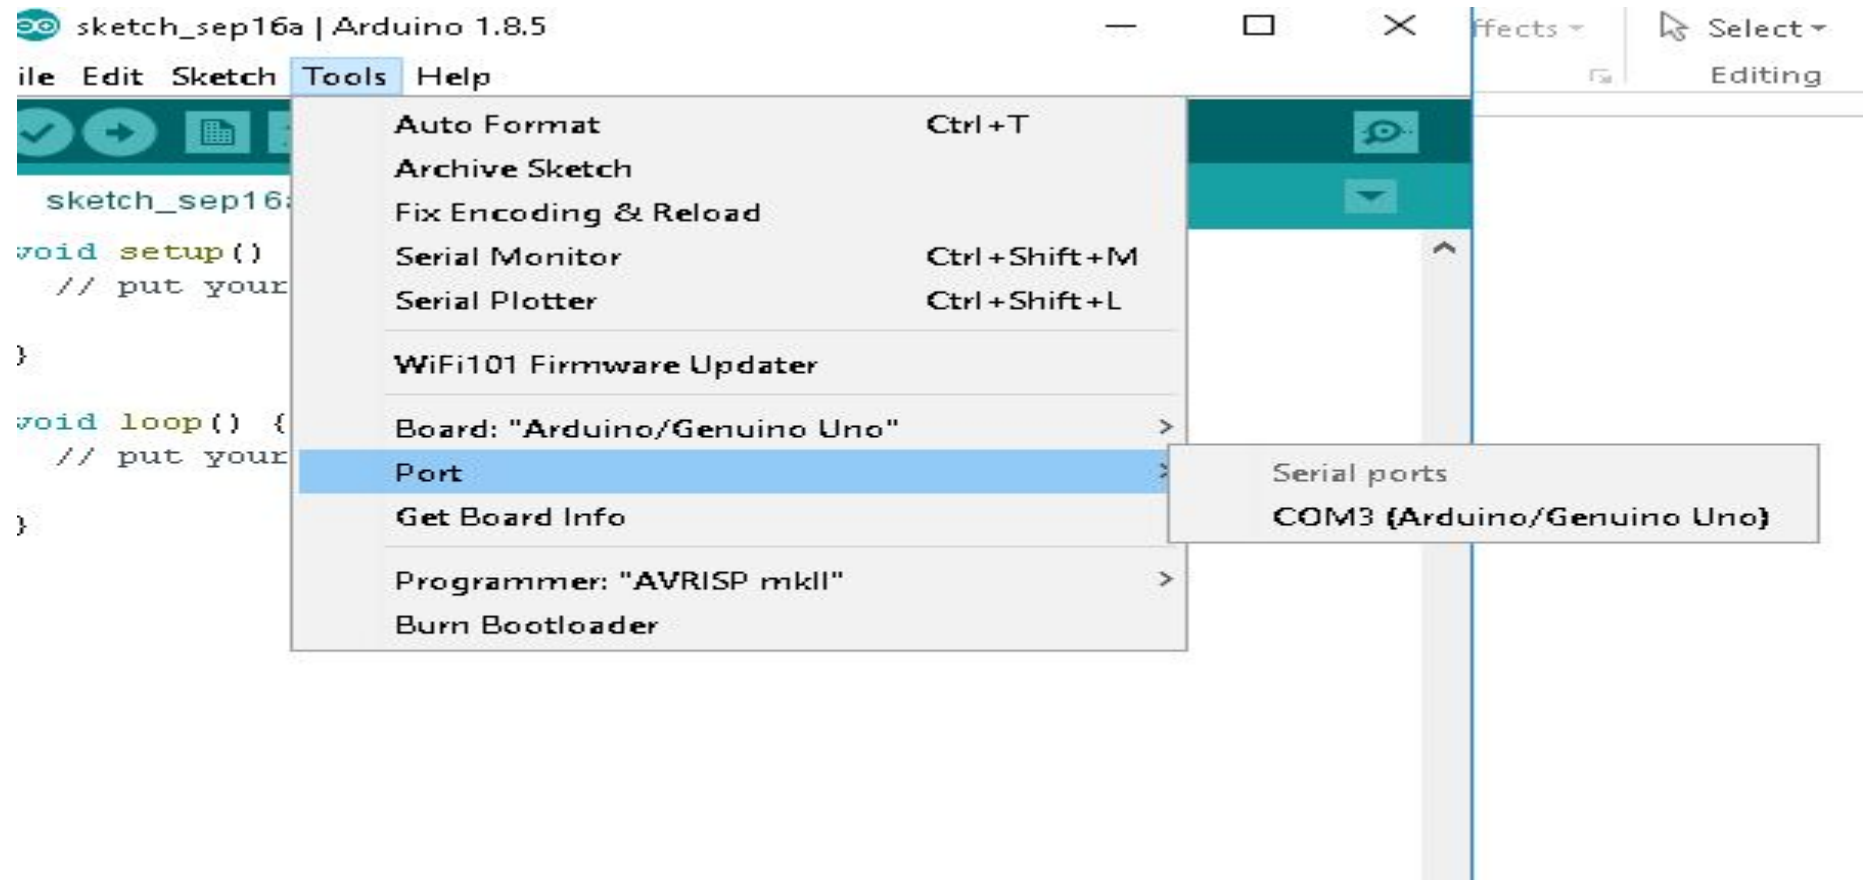 sketch_sep16a | Arduino 1.8.5
ffects
Select
ile Edit Sketch Tools Help
Editing
Auto Format Ctrl+T
Archive Sketch
sketch_sep16
Fix Encoding & Reload
void setup()
Serial Monitor Ctrl+Shift+M
// put your
Serial Plotter Ctrl+Shift+L
}
WiFi101 Firmware Updater
void loop() {
Board: "Arduino/Genuino Uno" >
// put your
Port >
Serial ports
Get Board Info
COM3 (Arduino/Genuino Uno)
}
Programmer: "AVRISP mkII" >
Burn Bootloader